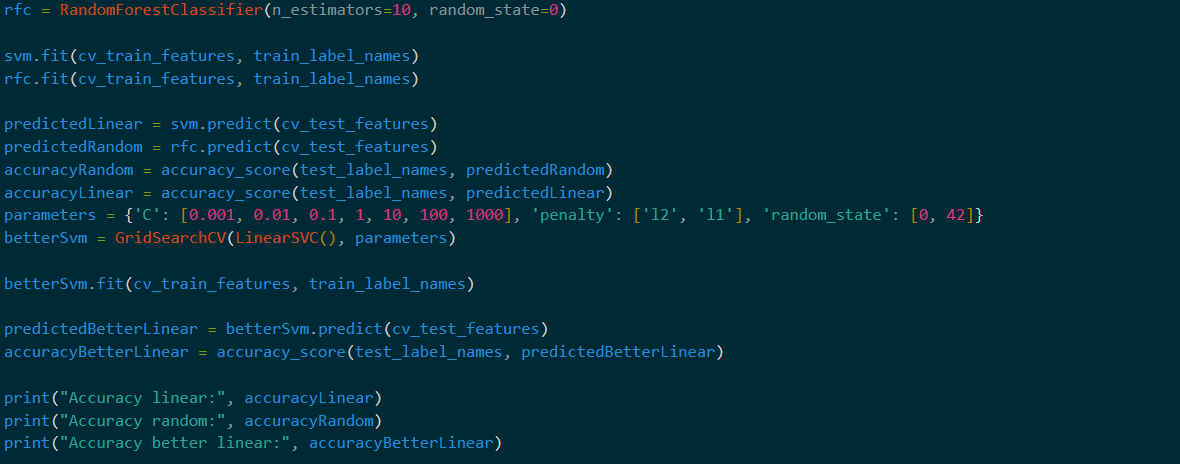 rfc = RandomForestClassifier(n_estimators=10, random_state=0)
svm.fit(cv_train_features, train_label_names)
rfc.fit(cv_train_features, train_label_names)
predictedLinear = svm.predict(cv_test_features)
predictedRandom = rfc.predict(cv_test_features)
accuracyRandom = accuracy_score(test_label_names, predictedRandom)
accuracyLinear = accuracy_score(test_label_names, predictedLinear)
parameters = {'C': [0.001, 0.01, 0.1, 1, 10, 100, 1000], 'penalty': ['l2', 'l1'], 'random_state': [0, 42]}
betterSvm = GridSearchCV(LinearSVC(), parameters)
betterSvm.fit(cv_train_features, train_label_names)
predictedBetterLinear = betterSvm.predict(cv_test_features)
accuracyBetterLinear = accuracy_score(test_label_names, predictedBetterLinear)
print("Accuracy linear:", accuracyLinear)
print("Accuracy random:", accuracyRandom)
print("Accuracy better linear:", accuracyBetterLinear)